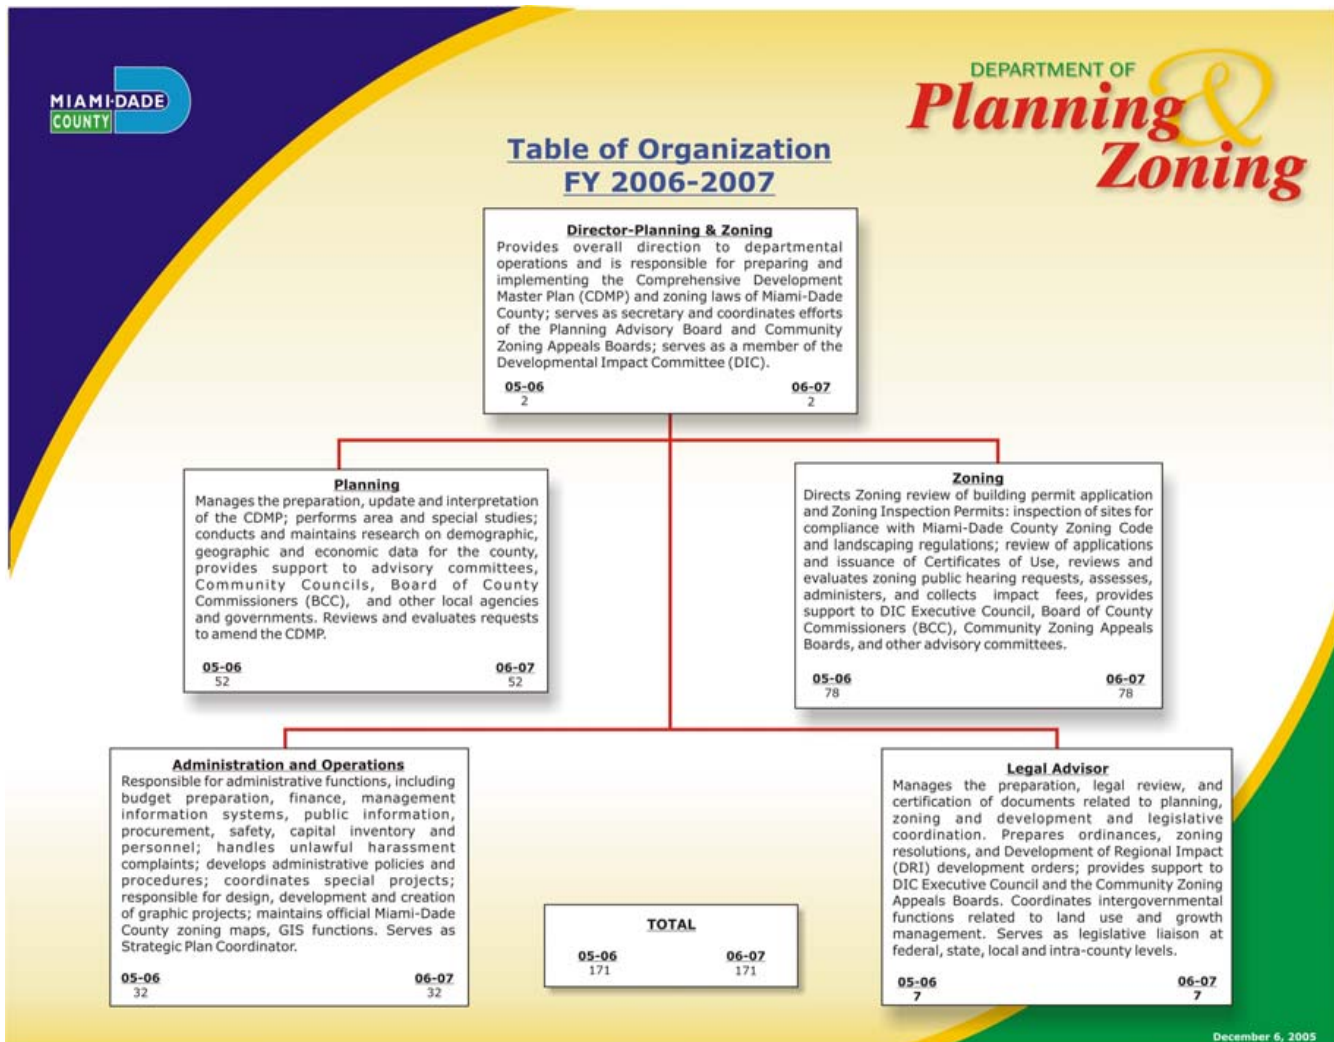 MIAMI-DADE
COUNTY
DEPARTMENT OF
Planning
&
Zoning
Table of Organization
FY 2006-2007
Director-Planning & Zoning
Provides overall direction to departmental
operations and is responsible for preparing and
implementing the Comprehensive Development
Master Plan (CDMP) and zoning laws of Miami-Dade
County; serves as secretary and coordinates efforts
of the Planning Advisory Board and Community
Zoning Appeals Boards; serves as a member of the
Developmental Impact Committee (DIC).
05-06 06-07
2 2
Planning
Manages the preparation, update and interpretation
of the CDMP; performs area and special studies;
conducts and maintains research on demographic,
geographic and economic data for the county,
provides support to advisory committees,
Community Councils, Board of County
Commissioners (BCC), and other local agencies
and governments. Reviews and evaluates requests
to amend the CDMP.
05-06 06-07
52 52
Zoning
Directs Zoning review of building permit application
and Zoning Inspection Permits: inspection of sites for
compliance with Miami-Dade County Zoning Code
and landscaping regulations; review of applications
and issuance of Certificates of Use, reviews and
evaluates zoning public hearing requests, assesses,
administers, and collects impact fees, provides
support to DIC Executive Council, Board of County
Commissioners (BCC), Community Zoning Appeals
Boards, and other advisory committees.
05-06 06-07
78 78
Administration and Operations
Responsible for administrative functions, including
budget preparation, finance, management
information systems, public information,
procurement, safety, capital inventory and
personnel; handles unlawful harassment
complaints; develops administrative policies and
procedures; coordinates special projects;
responsible for design, development and creation
of graphic projects; maintains official Miami-Dade
County zoning maps, GIS functions. Serves as
Strategic Plan Coordinator.
05-06 06-07
32 32
TOTAL
05-06 06-07
171 171
Legal Advisor
Manages the preparation, legal review, and
certification of documents related to planning,
zoning and development and legislative
coordination. Prepares ordinances, zoning
resolutions, and Development of Regional Impact
(DRI) development orders; provides support to
DIC Executive Council and the Community Zoning
Appeals Boards. Coordinates intergovernmental
functions related to land use and growth
management. Serves as legislative liaison at
federal, state, local and intra-county levels.
05-06 06-07
7 7
December 6, 2005